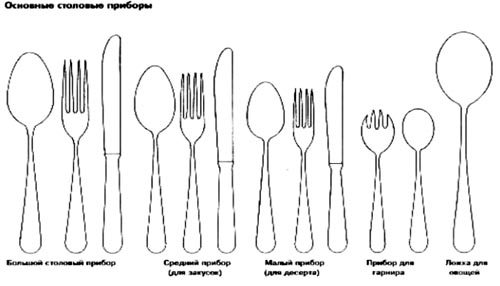 Основные столовые приборы
Большой столовый прибор
Средний прибор
(для закусок)
Малый прибор
(для десерта)
Прибор для
гарнира
Ложка для
овощей